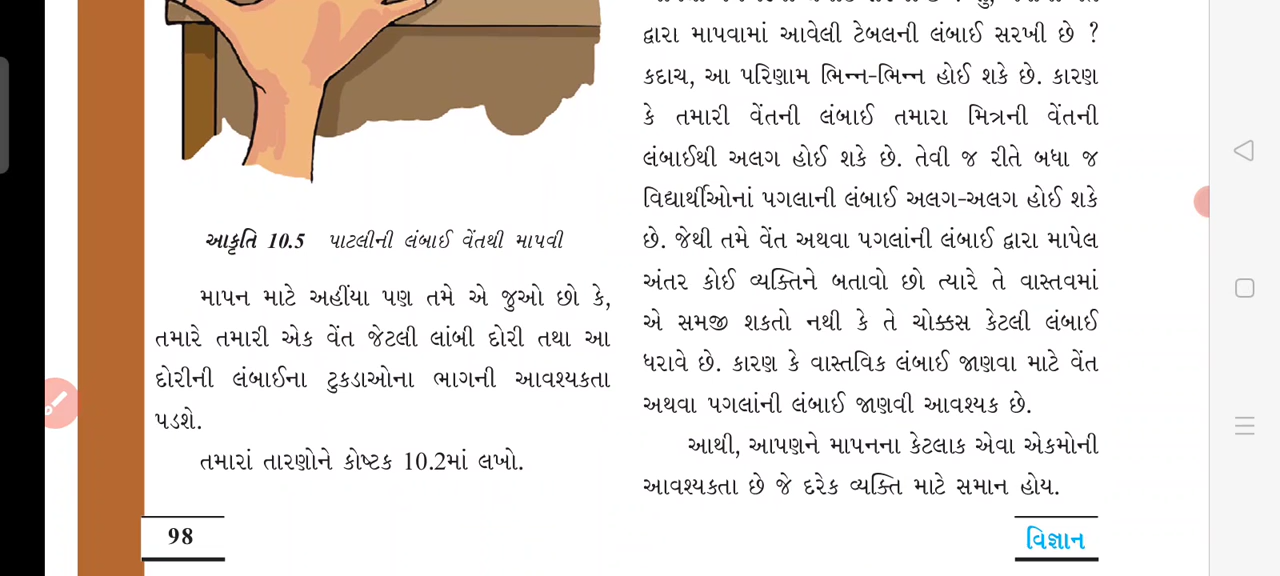 આકૃતિ 10.5 પાટલીની લંબાઈ વેંતથી માપવી
માપન માટે અહીંયા પણ તમે એ જુઓ છો કે,
તમારે તમારી એક વેંત જેટલી લાંબી દોરી તથા આ
દોરીની લંબાઈના ટુકડાઓના ભાગની આવશ્યકતા
પડશે.
તમારાં તારણોને કોષ્ટક 10.2માં લખો.
દ્વારા માપવામાં આવેલી ટેબલની લંબાઈ સરખી છે ?
કદાચ, આ પરિણામ ભિન્ન-ભિન્ન હોઈ શકે છે. કારણ
કે તમારી વેંતની લંબાઈ તમારા મિત્રની વેંતની
લંબાઈથી અલગ હોઈ શકે છે. તેવી જ રીતે બધા જ
વિદ્યાર્થીઓનાં પગલાની લંબાઈ અલગ-અલગ હોઈ શકે
છે. જેથી તમે વેંત અથવા પગલાંની લંબાઈ દ્વારા માપેલ
અંતર કોઈ વ્યક્તિને બતાવો છો ત્યારે તે વાસ્તવમાં
એ સમજી શકતો નથી કે તે ચોક્કસ કેટલી લંબાઈ
ધરાવે છે. કારણ કે વાસ્તવિક લંબાઈ જાણવા માટે વેંત
અથવા પગલાંની લંબાઈ જાણવી આવશ્યક છે.
આથી, આપણને માપનના કેટલાક એવા એકમોની
આવશ્યકતા છે જે દરેક વ્યક્તિ માટે સમાન હોય.
98
વિજ્ઞાન